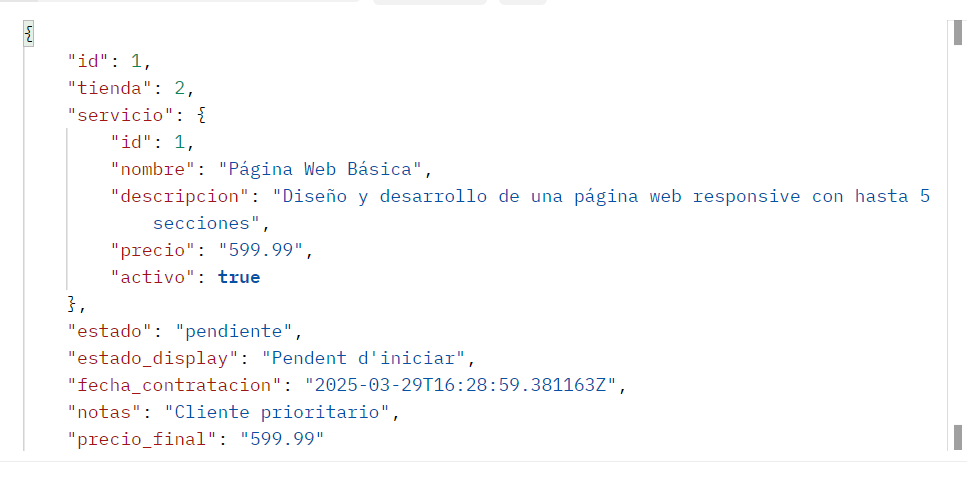 {
"id": 1,
"tienda": 2,
"servicio": {
"id": 1,
"nombre": "Página Web Básica",
"descripcion": "Diseño y desarrollo de una página web responsive con hasta 5
secciones",
"precio": "599.99",
"activo": true
},
"estado": "pendiente",
"estado_display": "Pendent d'iniciar",
"fecha_contratacion": "2025-03-29T16:28:59.381163Z",
"notas": "Cliente prioritario",
"precio_final": "599.99"